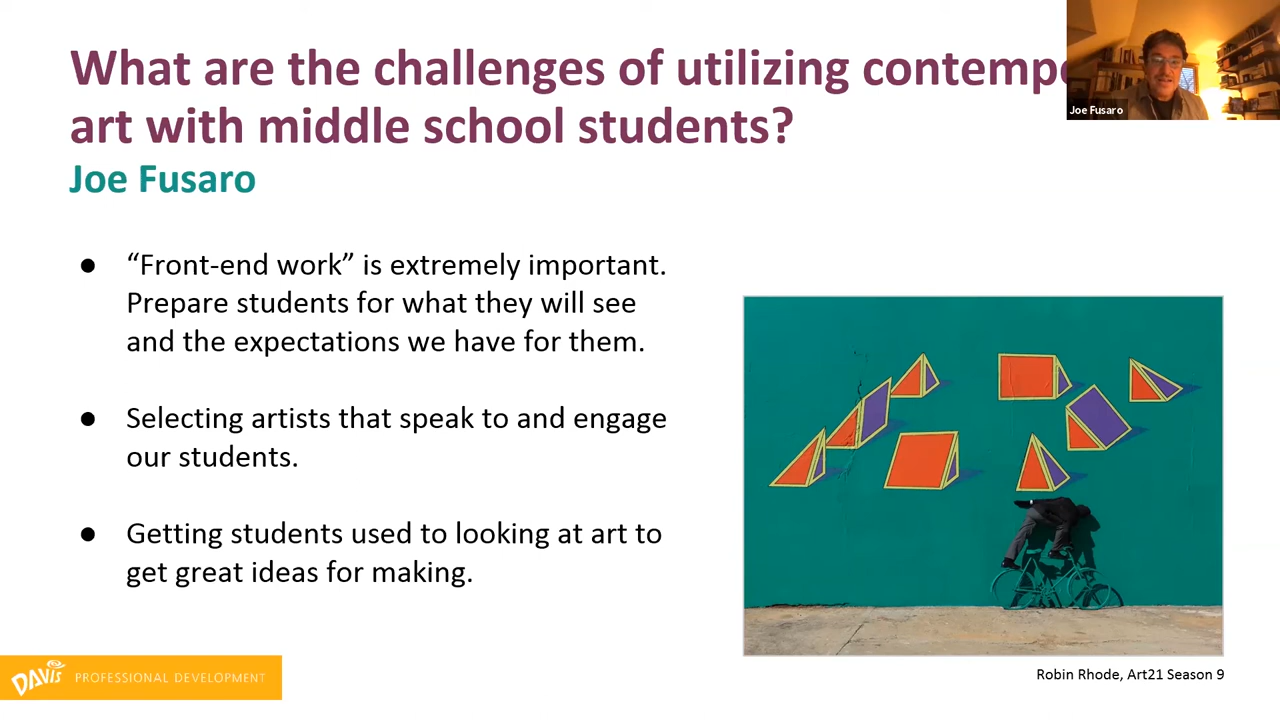 What are the challenges of utilizing contemp
art with middle school students?
Joe Fusaro
Joe Fusaro
● “Front-end work” is extremely important.
Prepare students for what they will see
and the expectations we have for them.
● Selecting artists that speak to and engage
our students.
● Getting students used to looking at art to
get great ideas for making.
DAVIS PROFESSIONAL DEVELOPMENT
Robin Rhode, Art21 Season 9